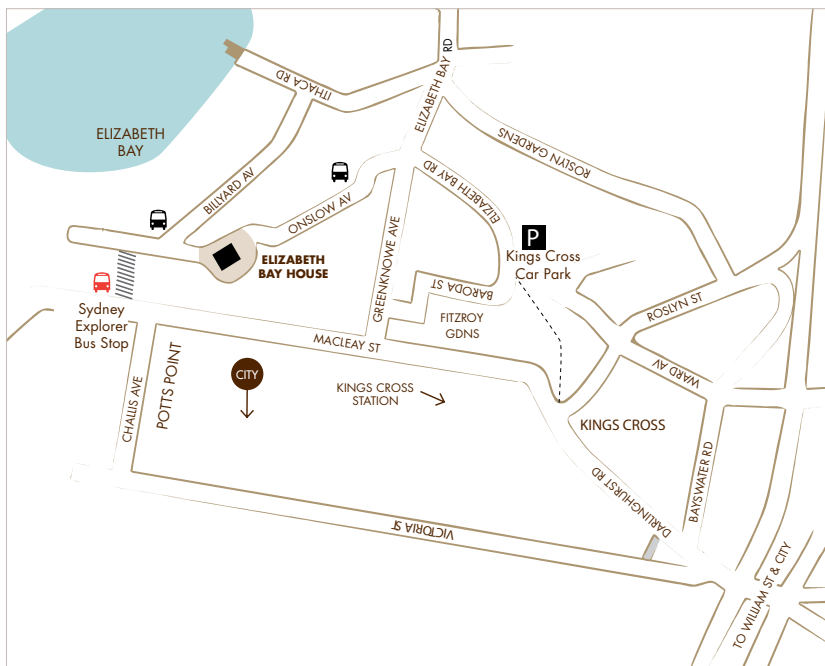 ELIZABETH BAY RD
ITHACA RD
ELIZABETH
BAY
ROSLYN GARDENS
BILLYARD AV
ELIZABETH BAY RD
ONSLOW AV
P
Kings Cross
Car Park
ELIZABETH
BAY HOUSE
GREENKNOWE AVE
BARODA ST
Sydney
Explorer
Bus Stop
FITZROY
GDNS
ROSLYN ST
MACLEAY ST
WARD AV
CITY
KINGS CROSS
STATION
POTTS POINT
CHALLIS AVE
KINGS CROSS
BAYSWATER RD
DARLINGHURST RD
VICTORIA ST
TO WILLIAM ST & CITY